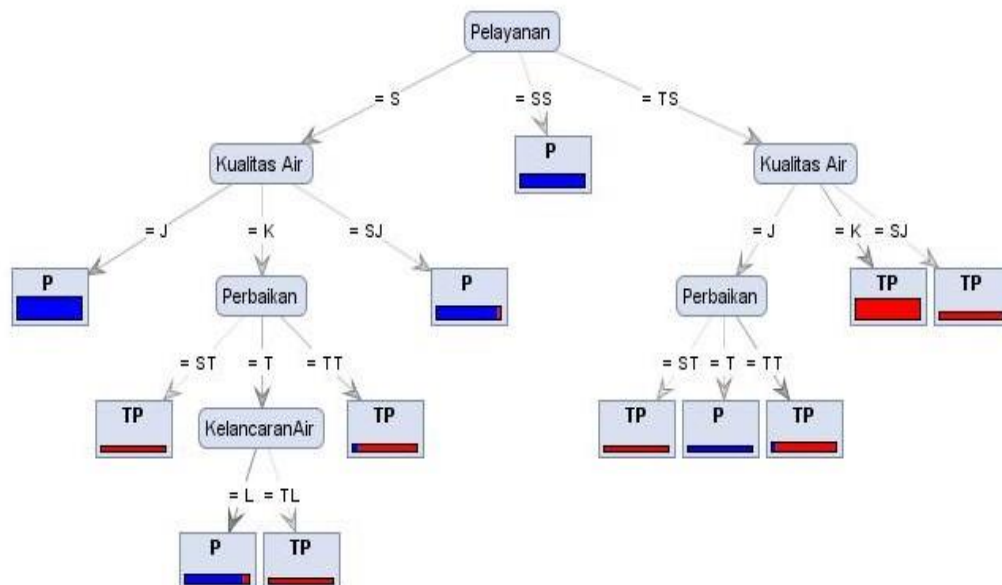 Pelayanan
= S
= SS
= TS
Kualitas Air
P
Kualitas Air
= J
= K
= SJ
= J
= K
= SJ
P
Perbaikan
P
Perbaikan
TP
TP
= ST
= T
= TT
= ST
= T
= TT
TP
KelancaranAir
TP
TP
P
TP
= L
= TL
P
TP